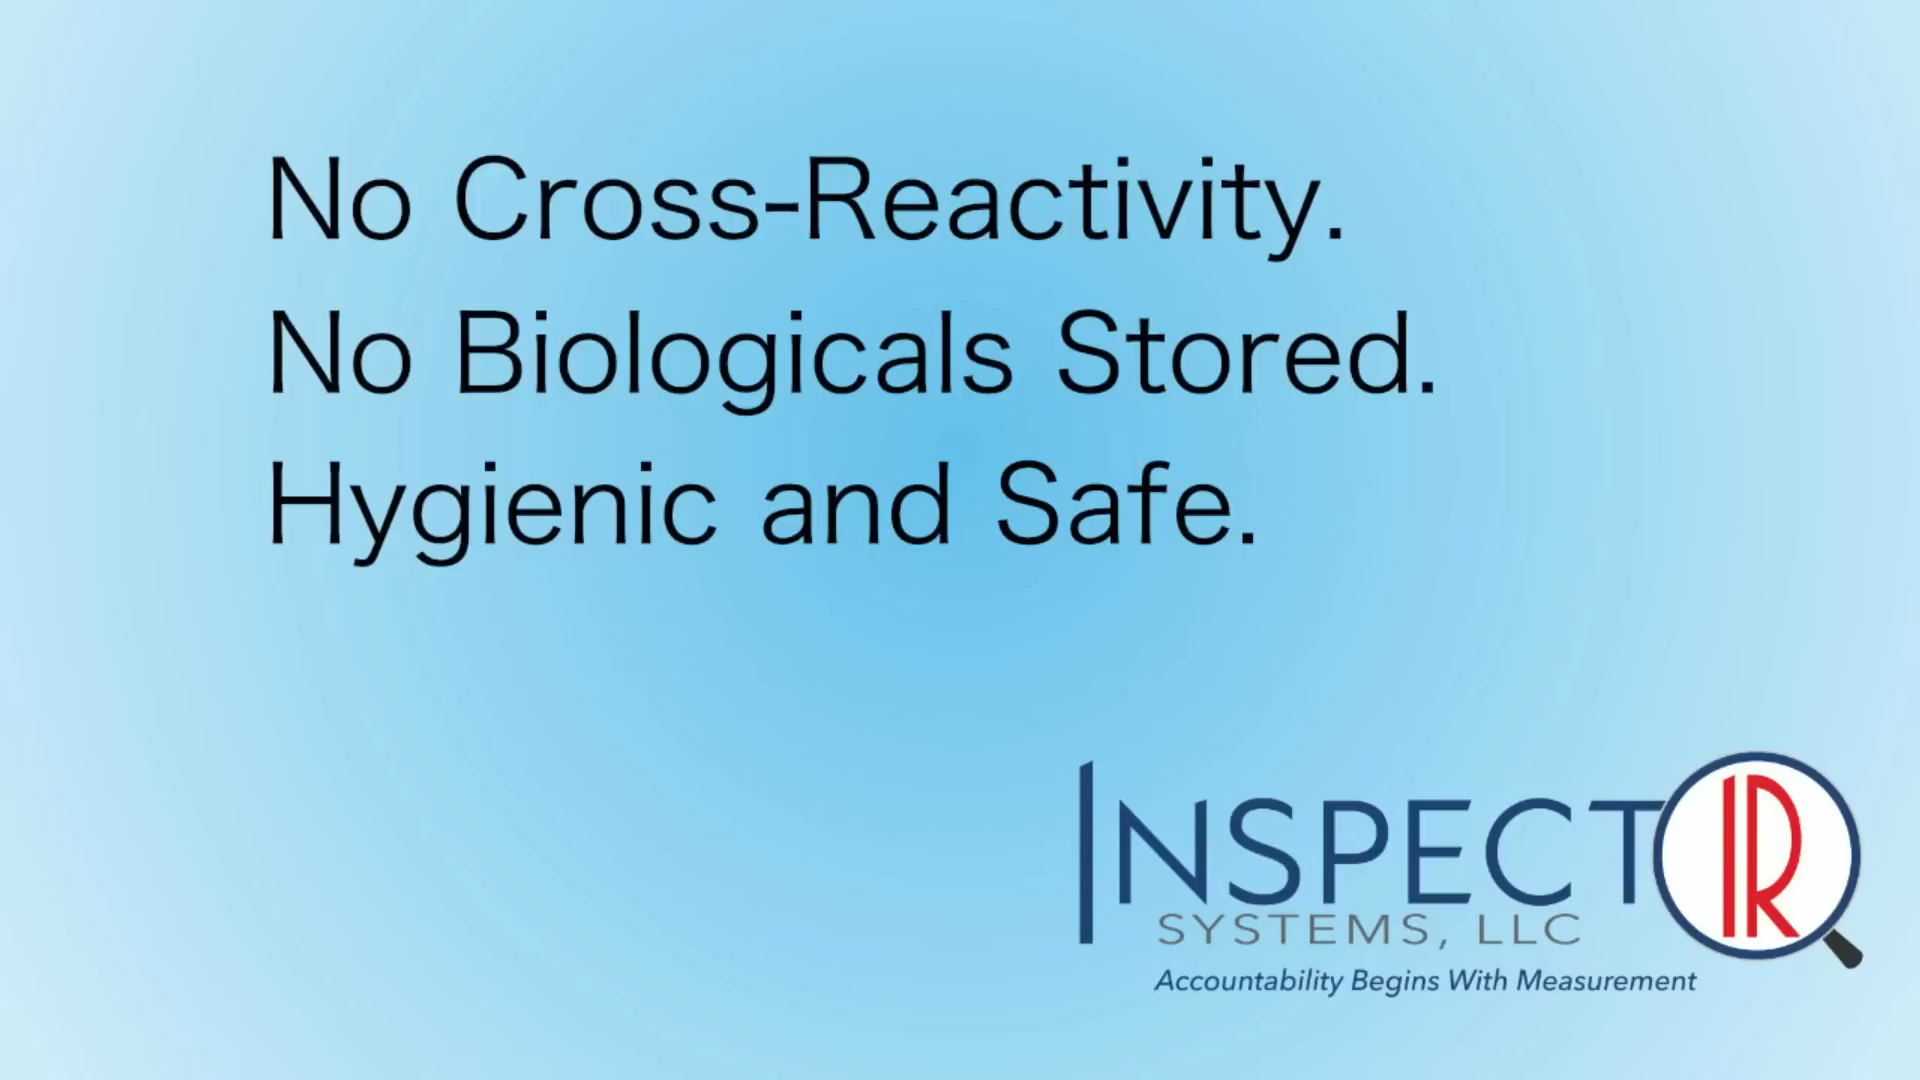 No Cross-Reactivity.
No Biologicals Stored.
Hygienic and Safe.
INSPECTIR
SYSTEMS, LLC
Accountability Begins With Measurement